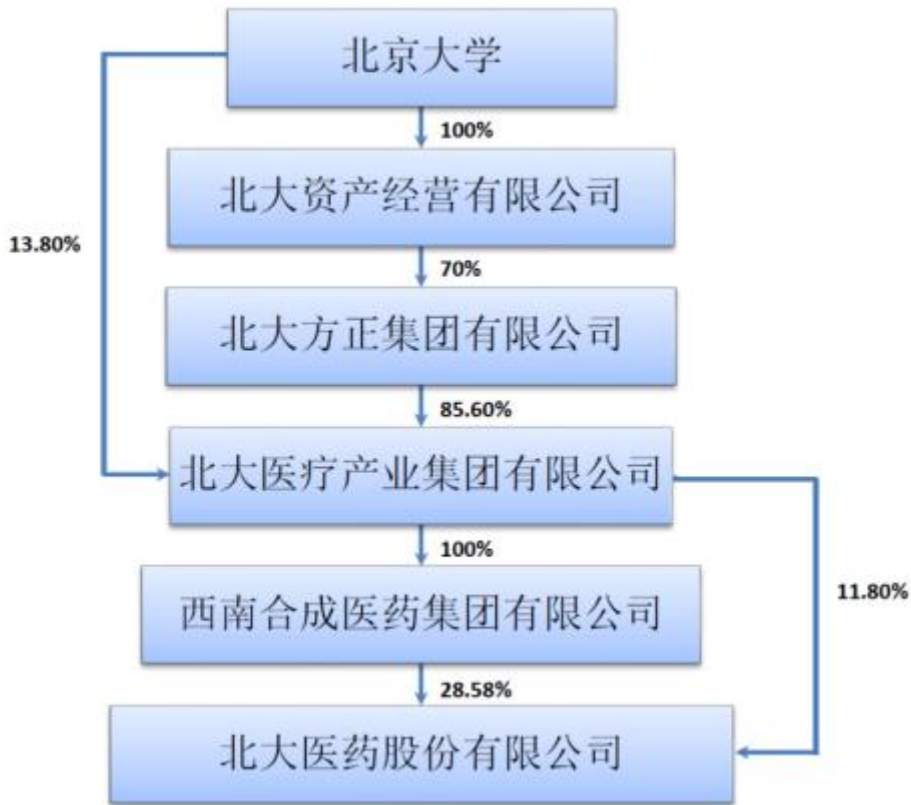 北京大学
100%
北大资产经营有限公司
13.80%
70%
北大方正集团有限公司
85.60%
北大医疗产业集团有限公司
100%
11.80%
西南合成医药集团有限公司
28.58%
北大医药股份有限公司